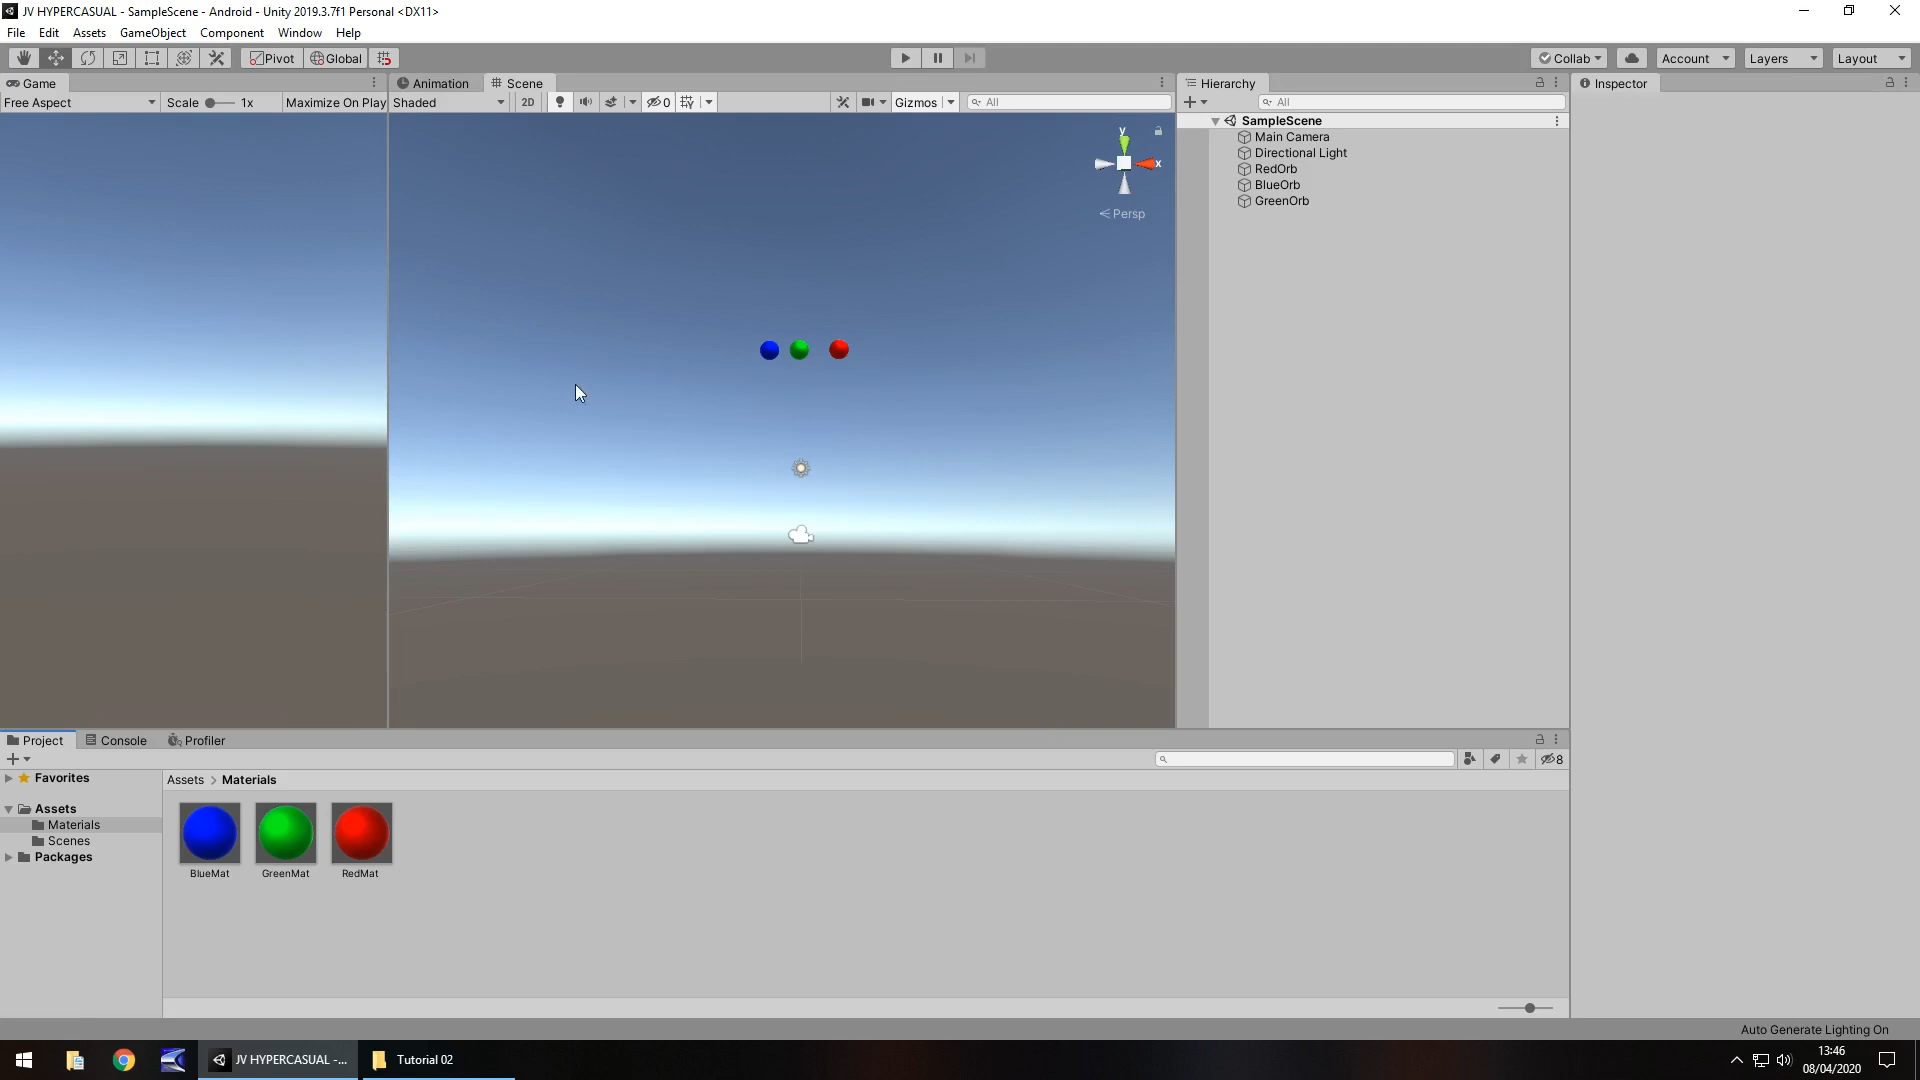 JV HYPERCASUAL - SampleScene - Android - Unity 2019.3.7f1 Personal <DX11>
File Edit Assets GameObject Component Window Help
Pivot Global Collab Account Layers Layout
Game Animation Scene Hierarchy Inspector
Free Aspect Scale 1x Maximize On Play Shaded 2D 0 Gizmos All All
SampleScene
Main Camera
Directional Light
RedOrb
BlueOrb
GreenOrb
y
x
Persp
Project Console Profiler
8
Favorites
Assets > Materials
Assets
Materials
Scenes
Packages
BlueMat GreenMat RedMat
Auto Generate Lighting On
JV HYPERCASUAL -... Tutorial 02
13:46
08/04/2020